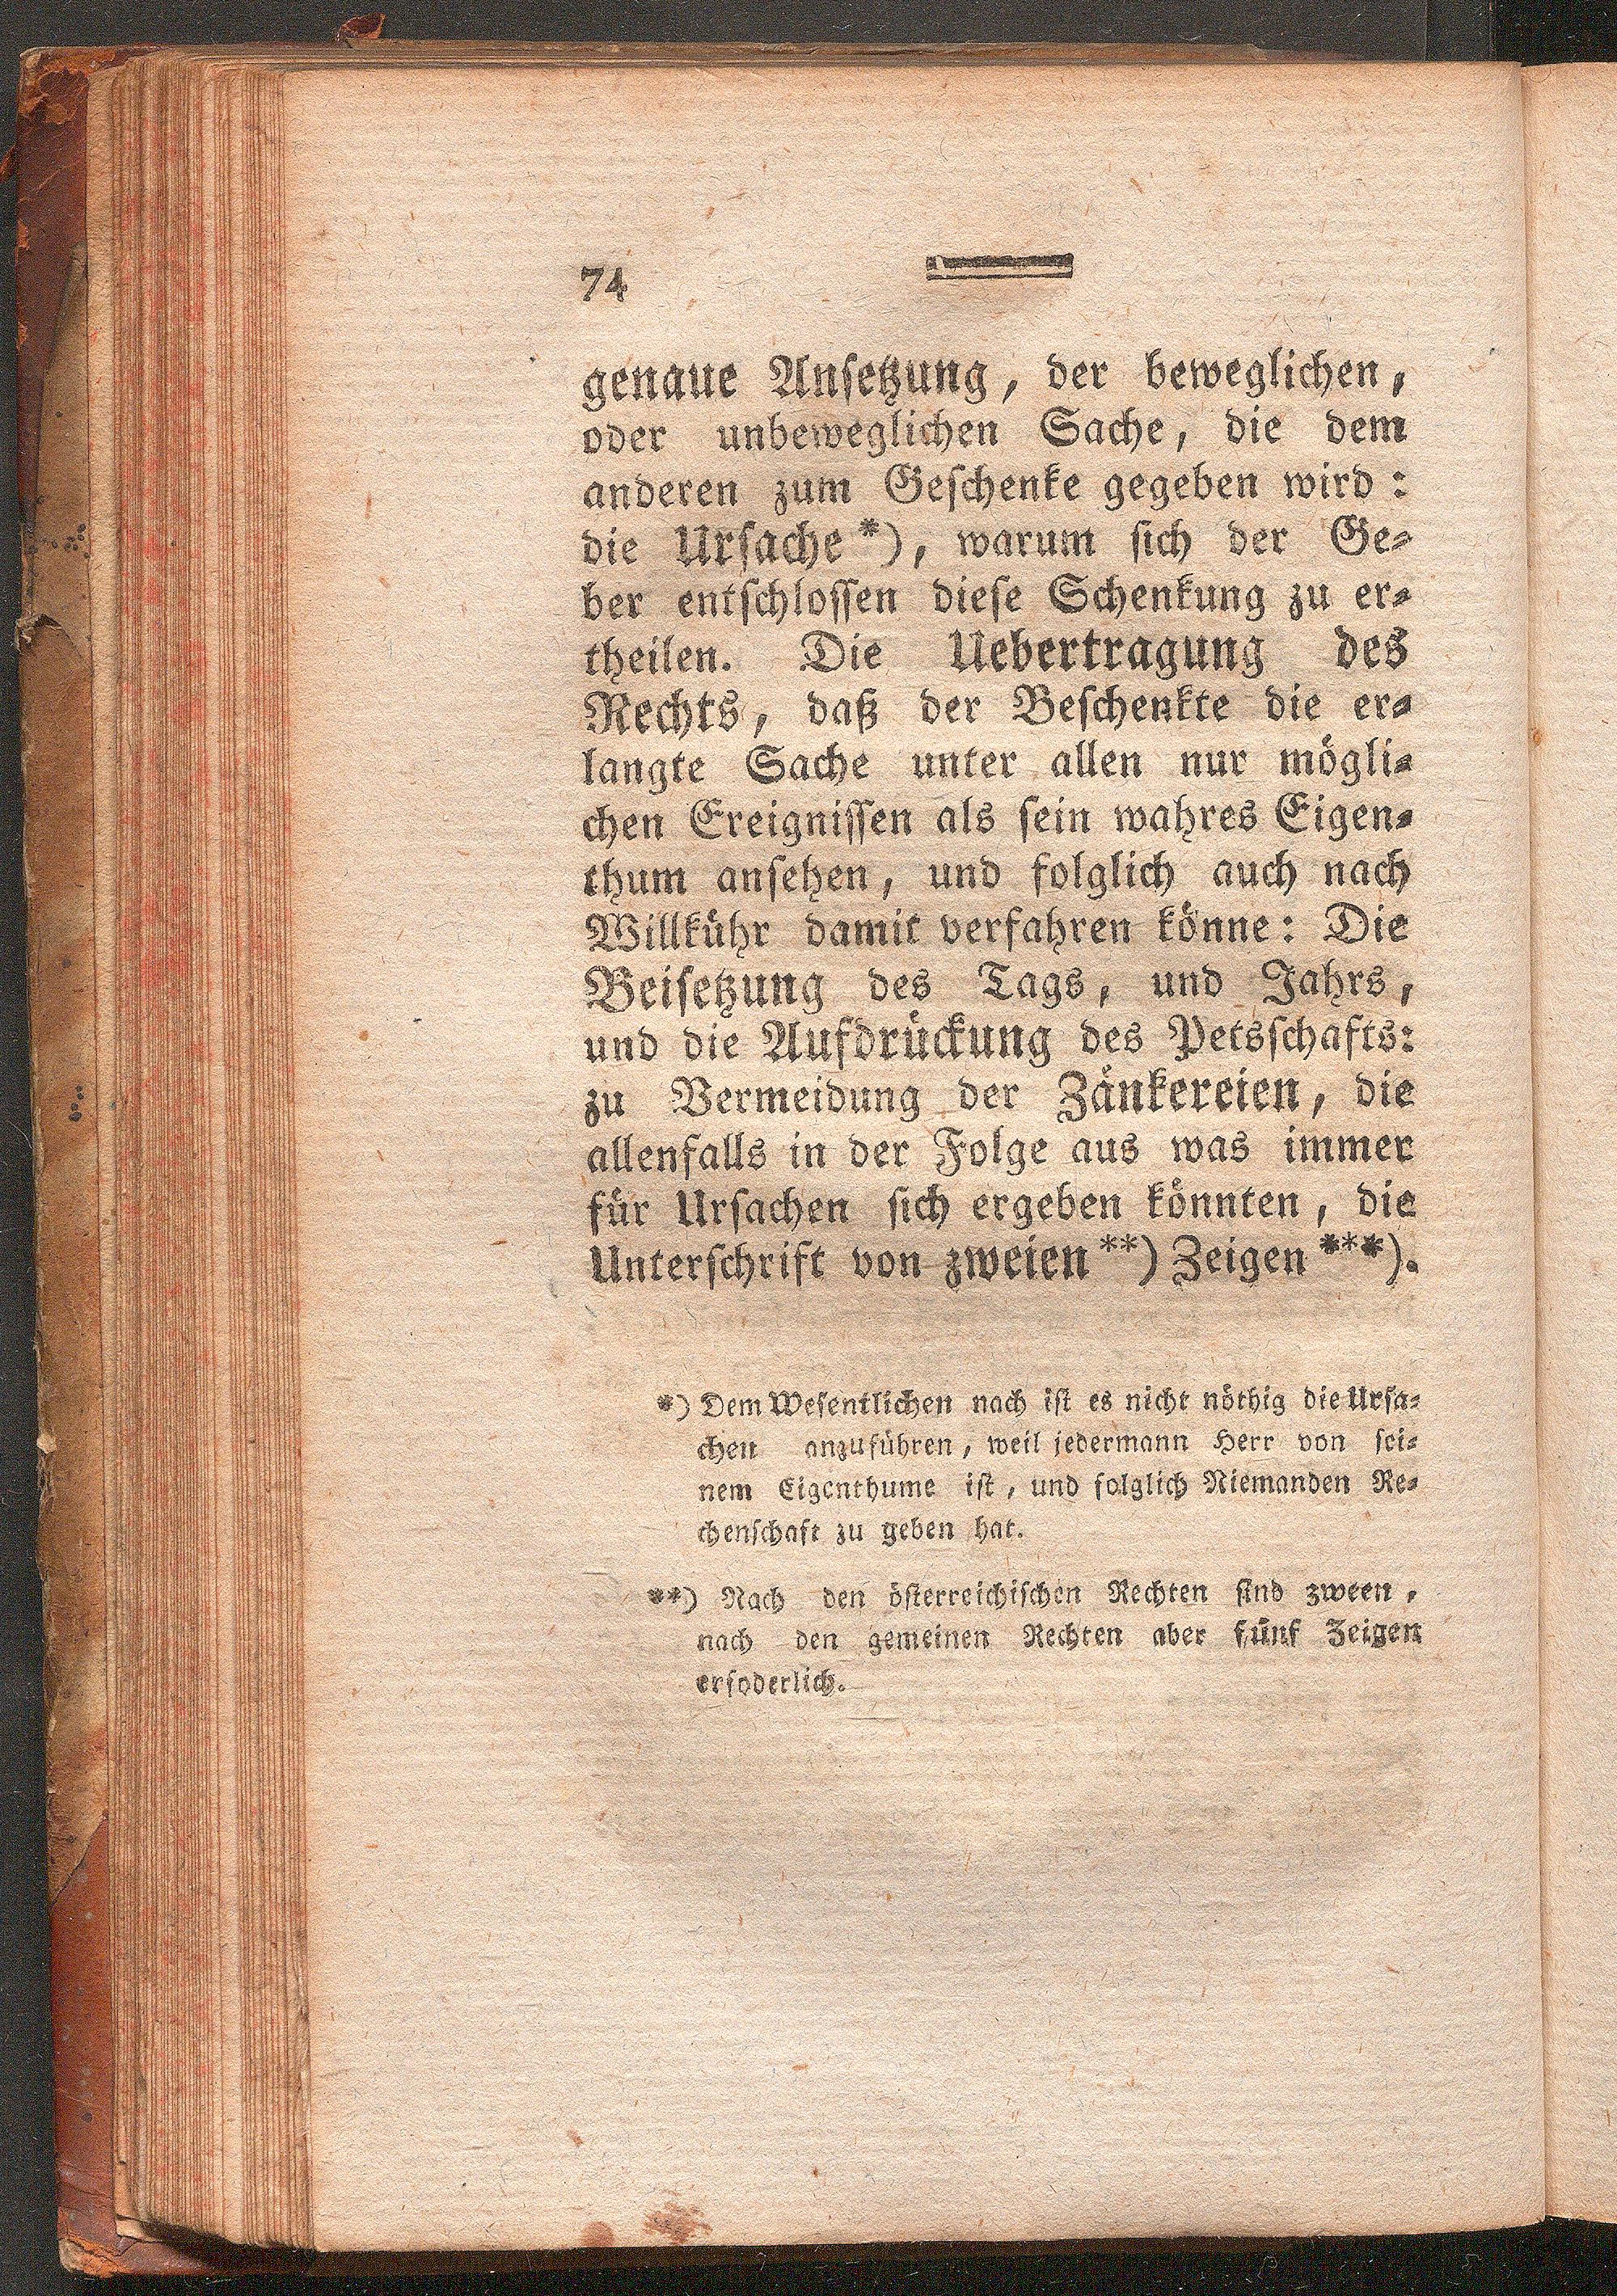 74
genaue Ansetzung, der beweglichen,
oder unbeweglichen Sache, die dem
anderen zum Geschenke gegeben wird:
die Ursache*), warum sich der Ge-
ber entschlossen diese Schenkung zu er-
theilen. Die Uebertragung des
Rechts, daß der Beschenkte die er-
langte Sache unter allen nur mögli-
chen Ereignissen als sein wahres Eigen-
thum ansehen, und folglich auch nach
Willkühr damit verfahren könne: Die
Beisetzung des Tags, und Jahrs,
und die Aufdrückung des Petsschafts:
zu Vermeidung der Zänkereien, die
allenfalls in der Folge aus was immer
für Ursachen sich ergeben könnten, die
Unterschrift von zweien**) Zeigen***).
*) Dem Wesentlichen nach ist es nicht nöthig die Ursa-
chen anzuführen, weil jedermann Herr von sei-
nem Eigenthume ist, und folglich Niemanden Re-
chenschaft zu geben hat.
**) Nach den österreichischen Rechten sind zween,
nach den gemeinen Rechten aber fünf Zeigen
erfoderlich.